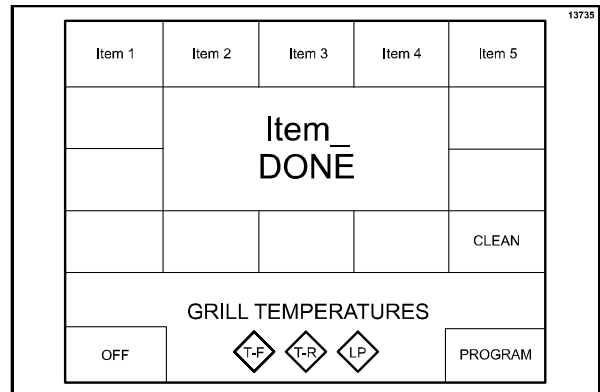 13735
Item 1 Item 2 Item 3 Item 4 Item 5
Item_
DONE
CLEAN
GRILL TEMPERATURES
OFF T-F T-R LP PROGRAM